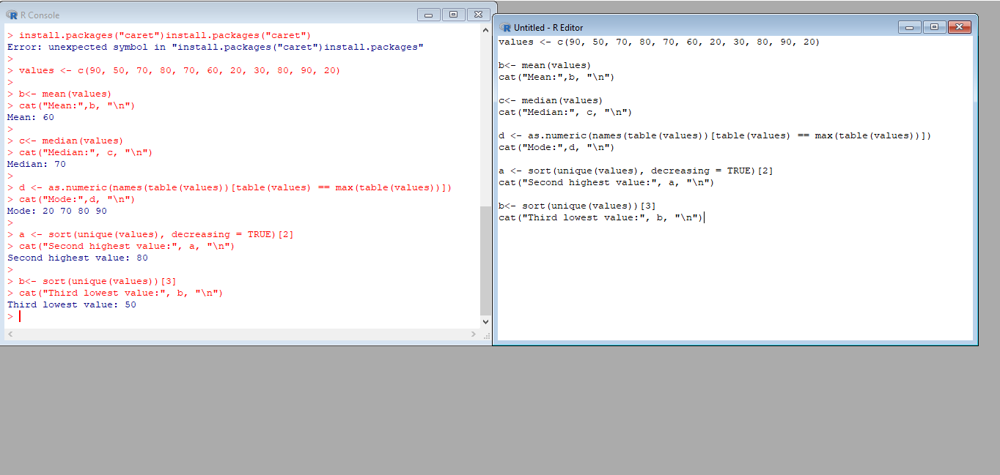 R Console
> install.packages("caret")install.packages("caret")
Error: unexpected symbol in "install.packages("caret")install.packages"
>
> values <- c(90, 50, 70, 80, 70, 60, 20, 30, 80, 90, 20)
>
> b<- mean(values)
> cat("Mean:",b, "\n")
Mean: 60
>
> c<- median(values)
> cat("Median:", c, "\n")
Median: 70
>
> d <- as.numeric(names(table(values))[table(values) == max(table(values))])
> cat("Mode:",d, "\n")
Mode: 20 70 80 90
>
> a <- sort(unique(values), decreasing = TRUE)[2]
> cat("Second highest value:", a, "\n")
Second highest value: 80
>
> b<- sort(unique(values))[3]
> cat("Third lowest value:", b, "\n")
Third lowest value: 50
>
Untitled - R Editor
values <- c(90, 50, 70, 80, 70, 60, 20, 30, 80, 90, 20)
b<- mean(values)
cat("Mean:",b, "\n")
c<- median(values)
cat("Median:", c, "\n")
d <- as.numeric(names(table(values))[table(values) == max(table(values))])
cat("Mode:",d, "\n")
a <- sort(unique(values), decreasing = TRUE)[2]
cat("Second highest value:", a, "\n")
b<- sort(unique(values))[3]
cat("Third lowest value:", b, "\n")